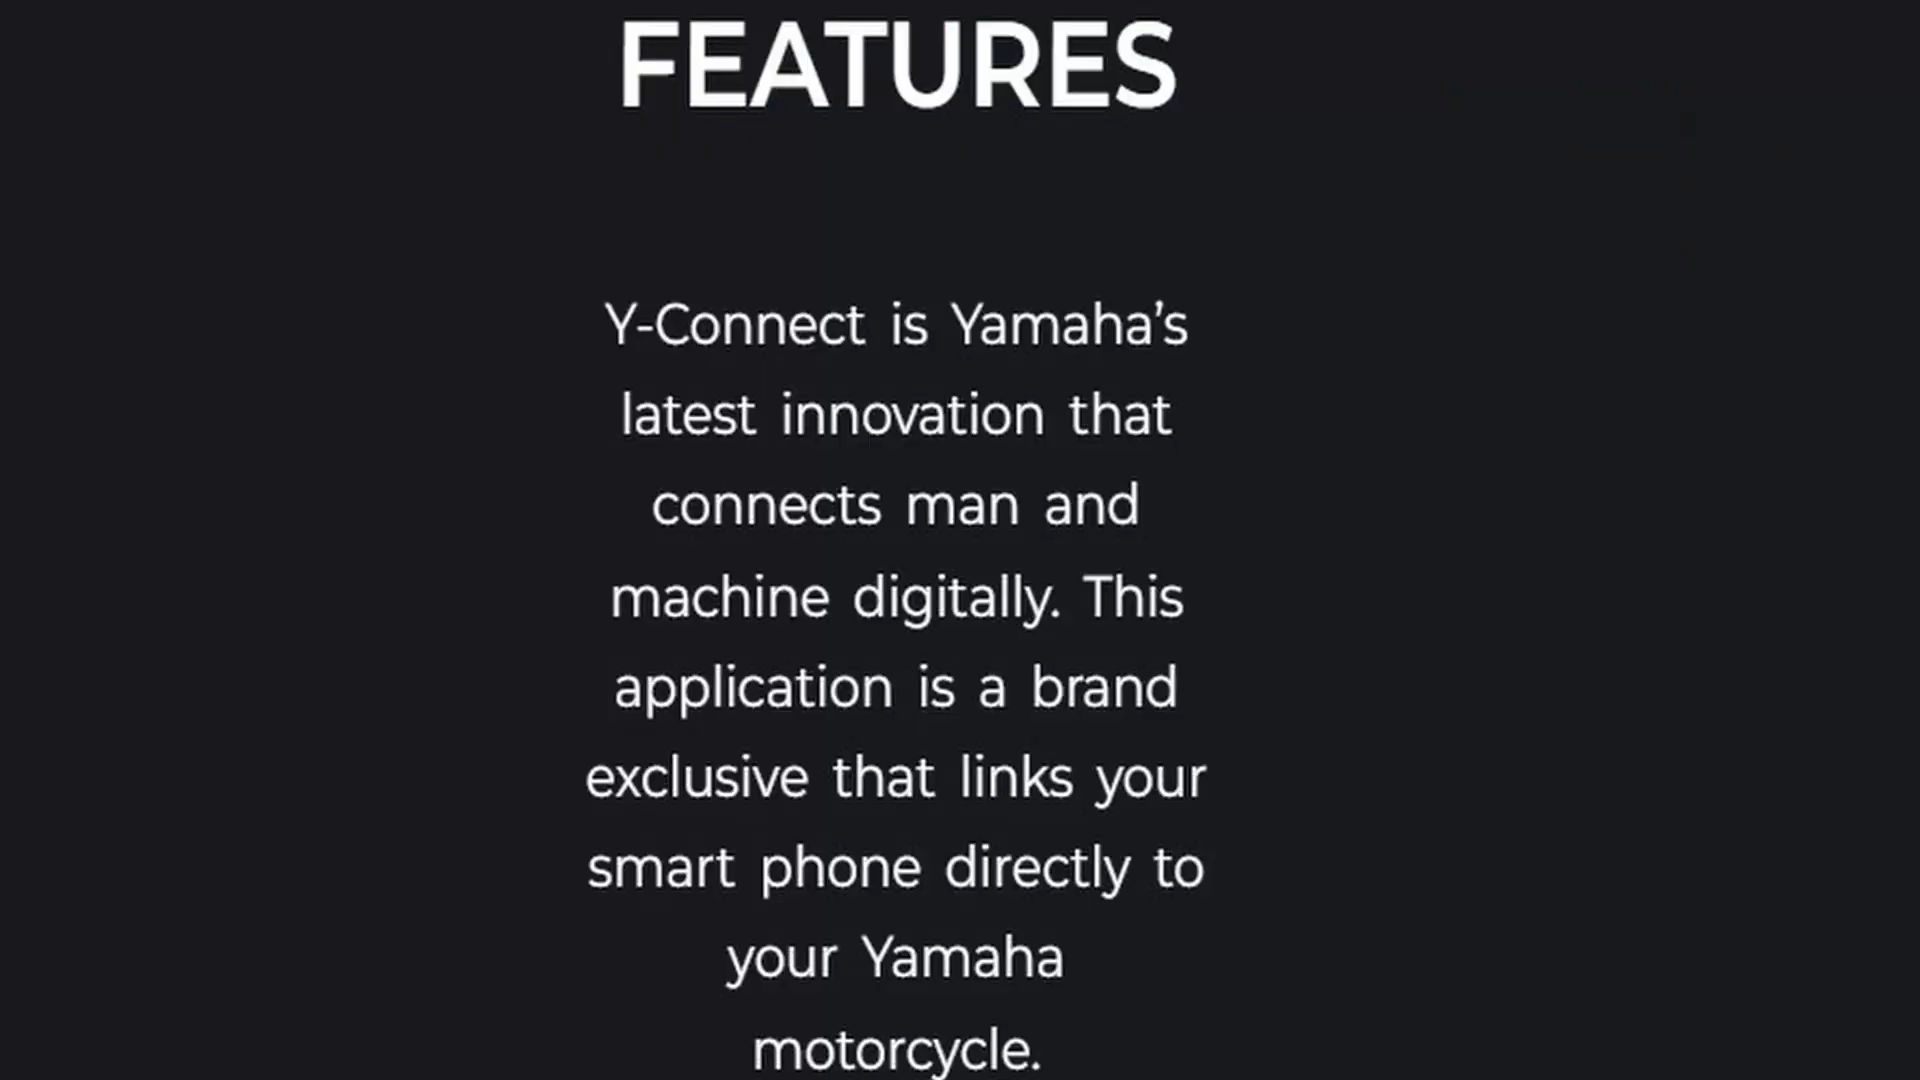 FEATURES
Y-Connect is Yamaha’s
latest innovation that
connects man and
machine digitally. This
application is a brand
exclusive that links your
smart phone directly to
your Yamaha
motorcycle.